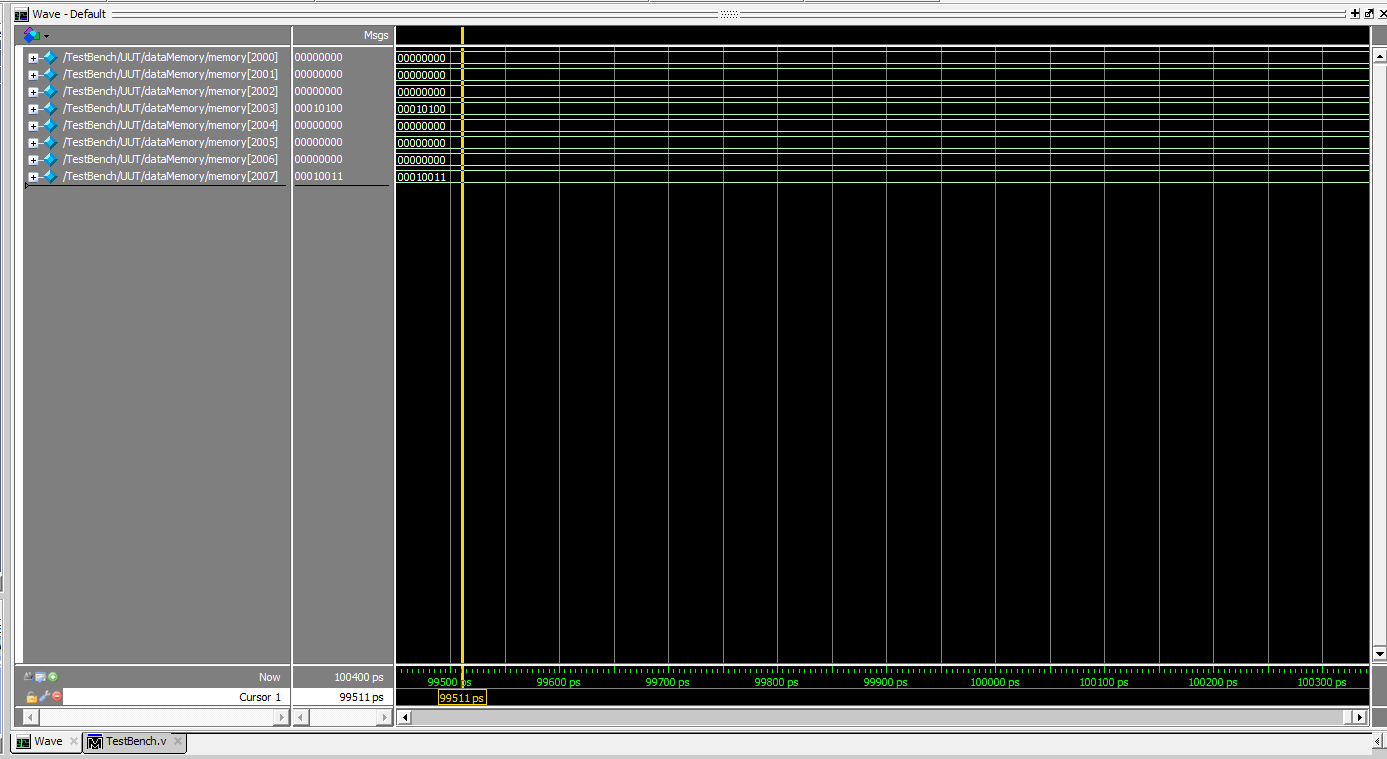 Wave - Default
Msgs
/TestBench/UUT/dataMemory/memory[2000] 00000000 00000000
/TestBench/UUT/dataMemory/memory[2001] 00000000 00000000
/TestBench/UUT/dataMemory/memory[2002] 00000000 00000000
/TestBench/UUT/dataMemory/memory[2003] 00010100 00010100
/TestBench/UUT/dataMemory/memory[2004] 00000000 00000000
/TestBench/UUT/dataMemory/memory[2005] 00000000 00000000
/TestBench/UUT/dataMemory/memory[2006] 00000000 00000000
/TestBench/UUT/dataMemory/memory[2007] 00010011 00010011
Now 100400 ps 99500 ps 99600 ps 99700 ps 99800 ps 99900 ps 100000 ps 100100 ps 100200 ps 100300 ps
Cursor 1 99511 ps 99511 ps
Wave TestBench.v